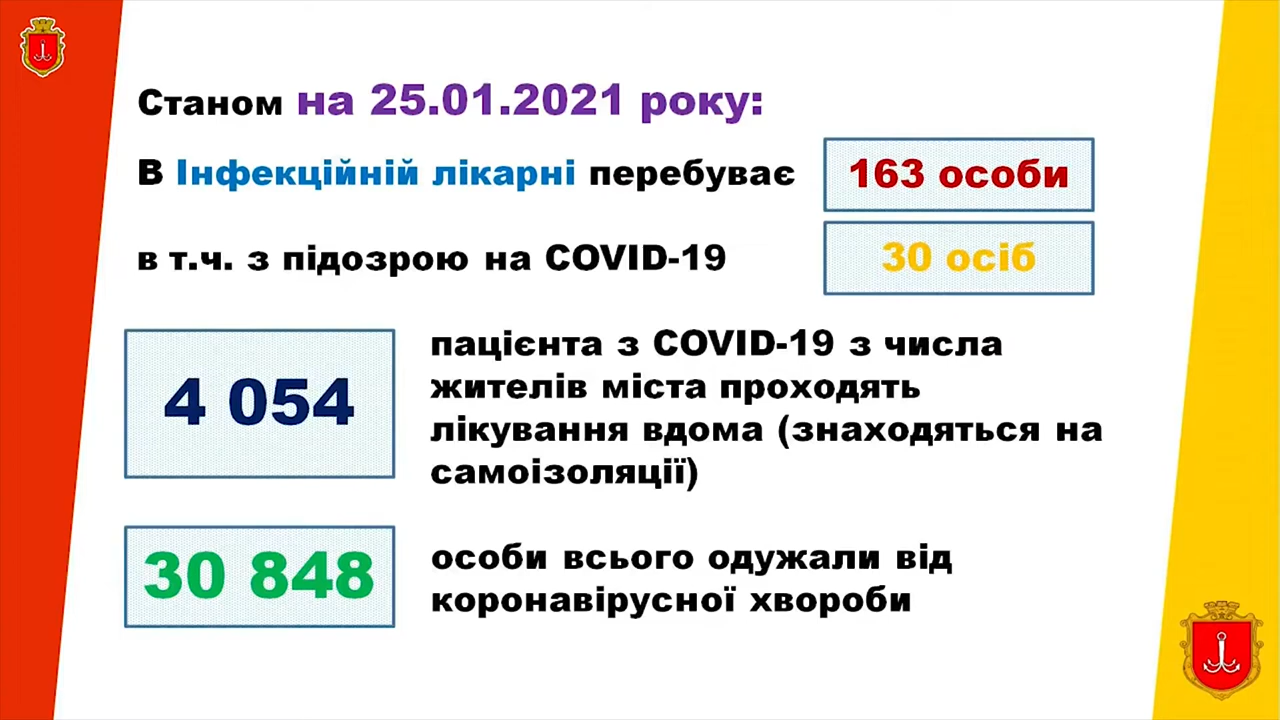 Станом на 25.01.2021 року:
В Інфекційній лікарні перебуває 163 особи
в т.ч. з підозрою на COVID-19 30 осіб
4 054
пацієнта з COVID-19 з числа
жителів міста проходять
лікування вдома (знаходяться на
самоізоляції)
30 848
особи всього одужали від
коронавірусної хвороби